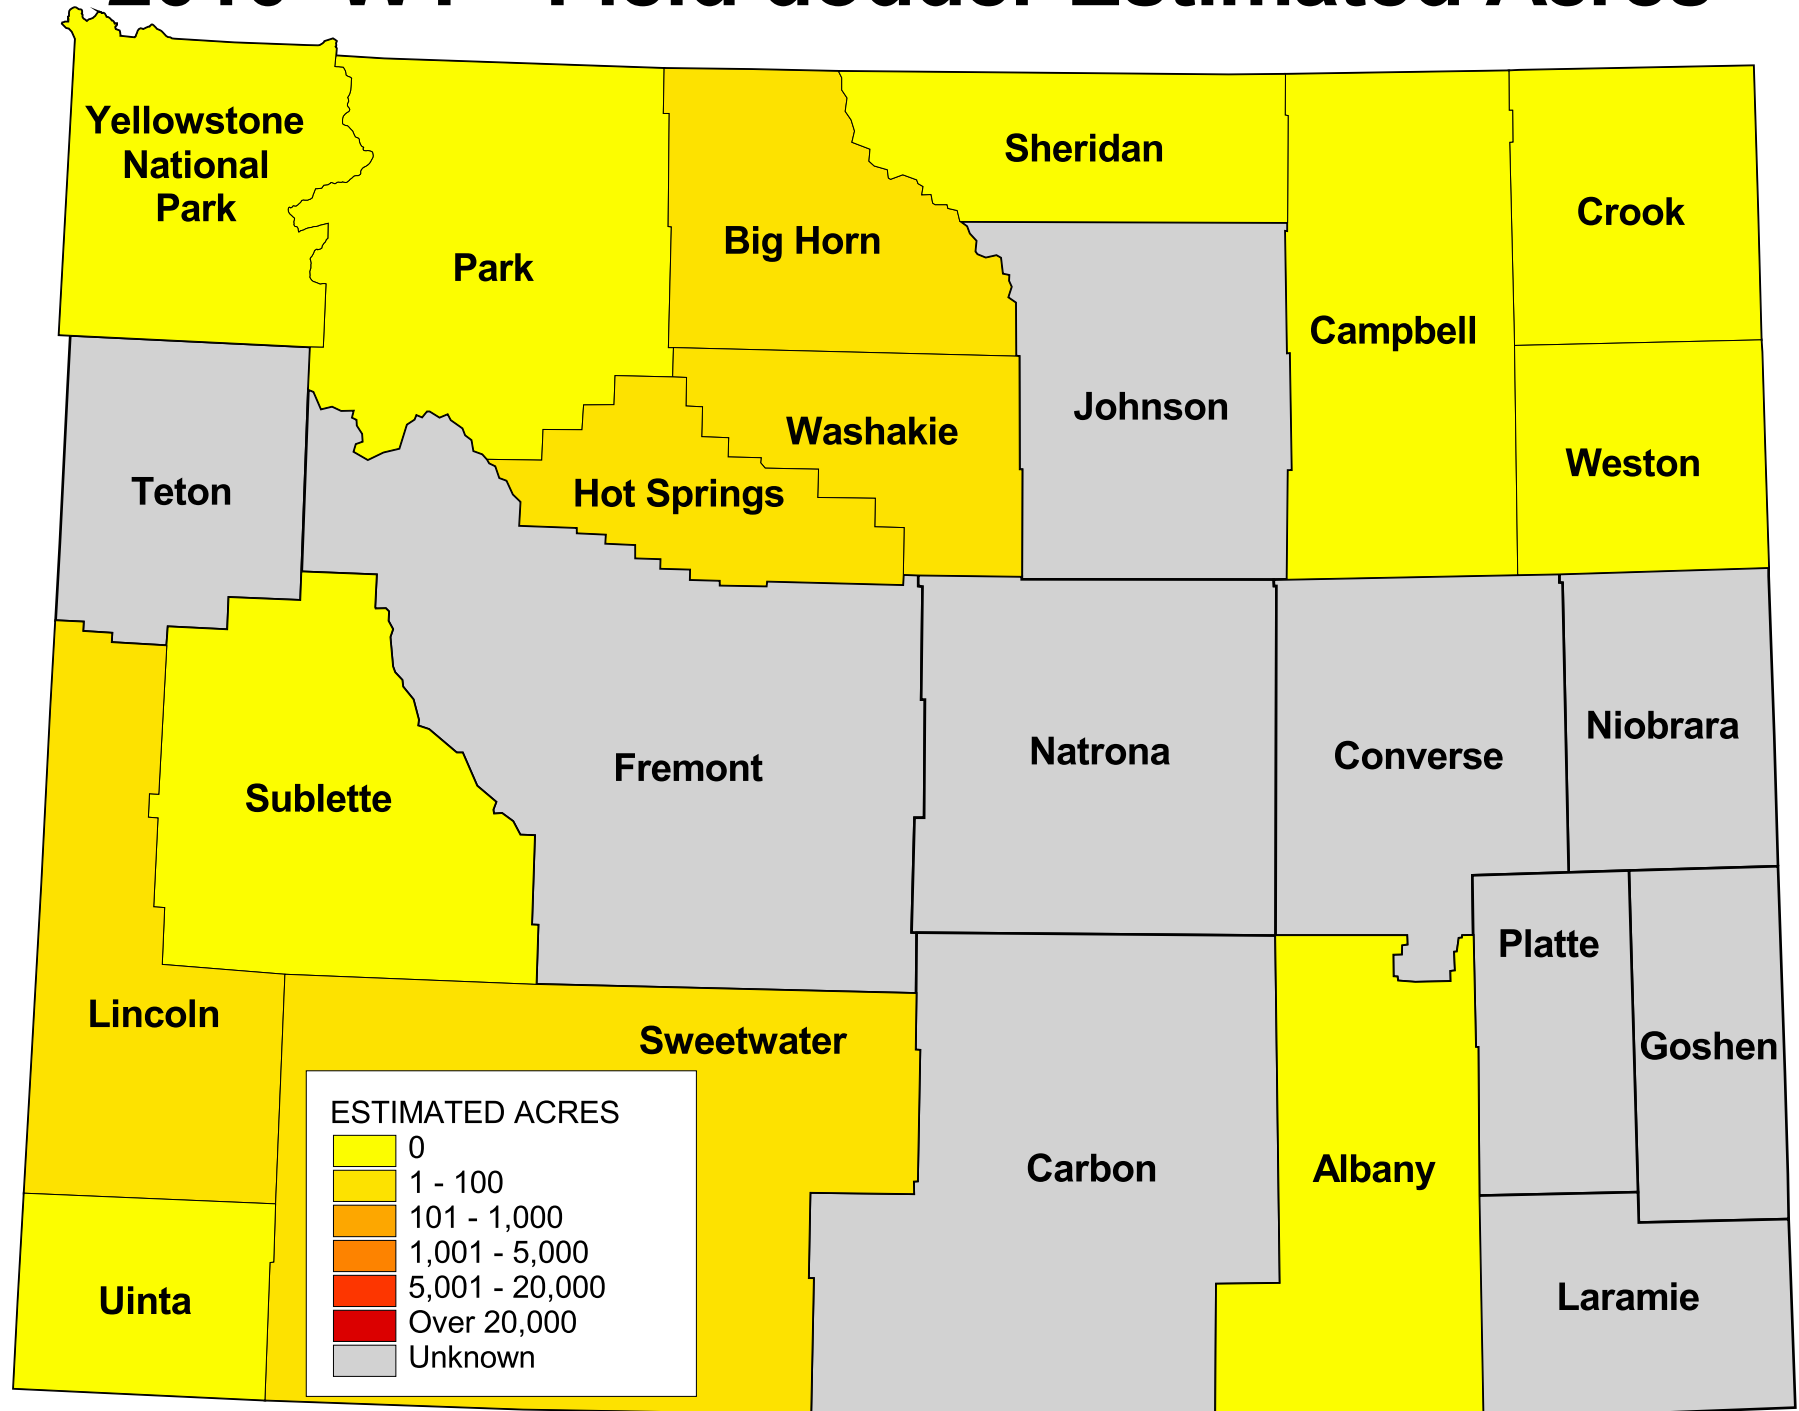 Estimated Acres
Yellowstone
National
Park
Park
Big Horn
Sheridan
Campbell
Crook
Johnson
Weston
Washakie
Hot Springs
Teton
Sublette
Fremont
Natrona
Converse
Niobrara
Platte
Goshen
Lincoln
Sweetwater
Carbon
Albany
Uinta
Laramie
ESTIMATED ACRES
0
1 - 100
101 - 1,000
1,001 - 5,000
5,001 - 20,000
Over 20,000
Unknown